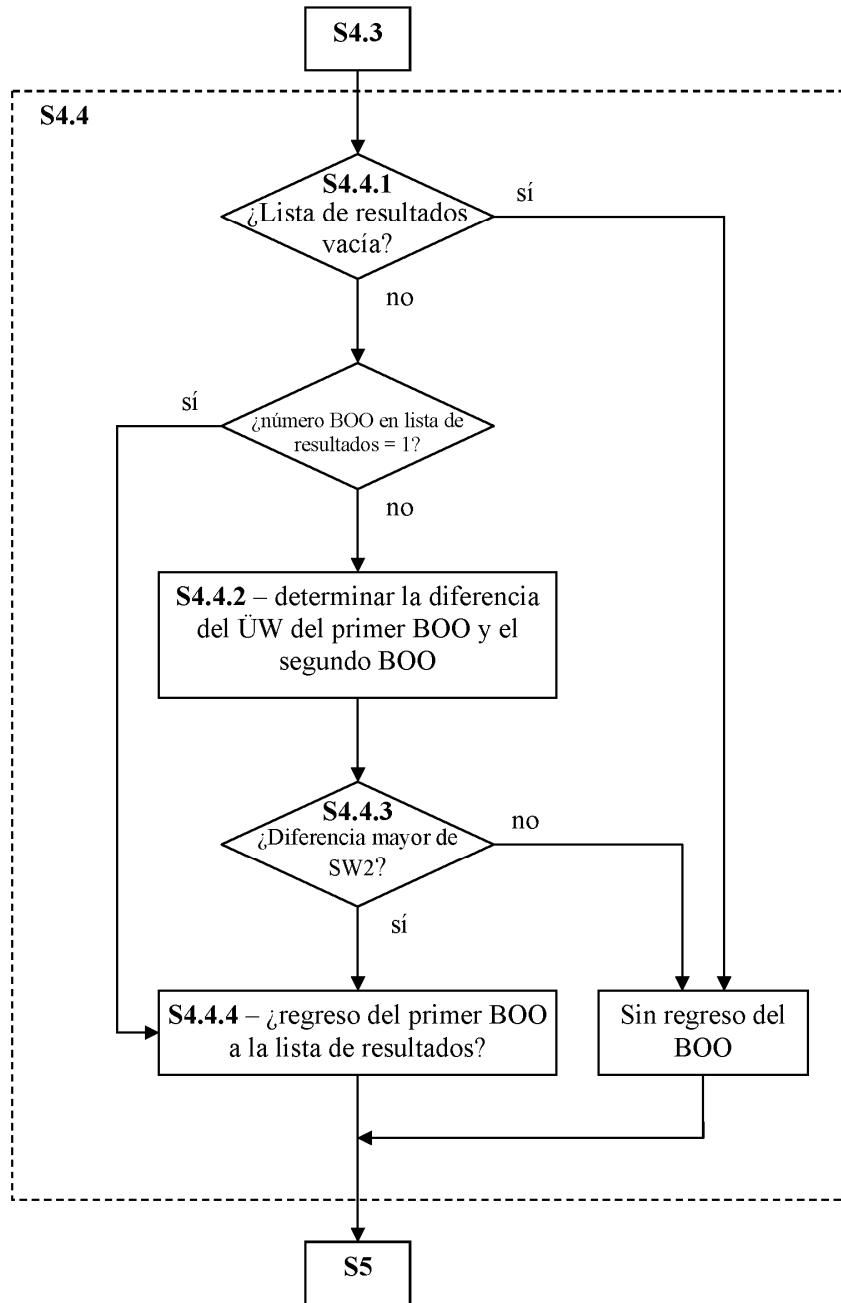 S4.3
S4.4
S4.4.1
¿Lista de resultados
vacía?
sí
no
sí
¿número BOO en lista de
resultados = 1?
no
S4.4.2 – determinar la diferencia
del ÜW del primer BOO y el
segundo BOO
S4.4.3
¿Diferencia mayor de
SW2?
no
sí
S4.4.4 – ¿regreso del primer BOO
a la lista de resultados?
Sin regreso del
BOO
S5